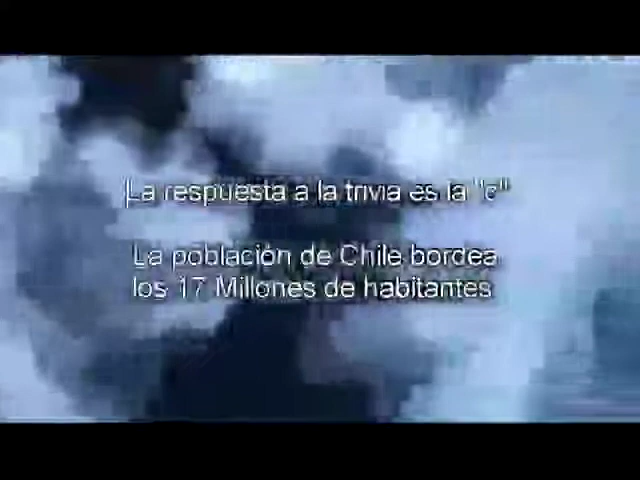 La respuesta a la trivia es la "c"
La población de Chile bordea
los 17 Millones de habitantes